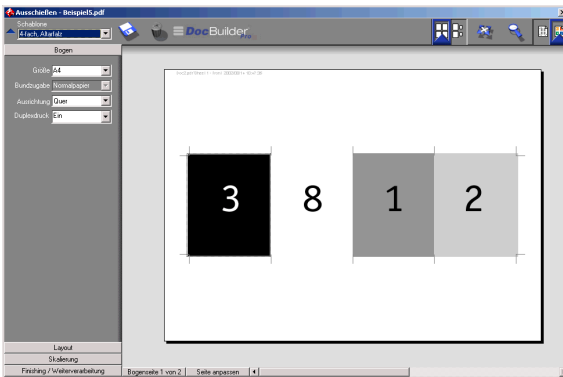 Ausschießen - Beispiel5.pdf
Schablone
4-fach, Altarfalz
DocBuilder Pro
Bogen
Größe A4
Bundzugabe Normalpapier
Ausrichtung Quer
Duplexdruck Ein
3 8 1 2
Layout
Skalierung
Finishing / Weiterverarbeitung
Bogenseite 1 von 2 Seite anpassen